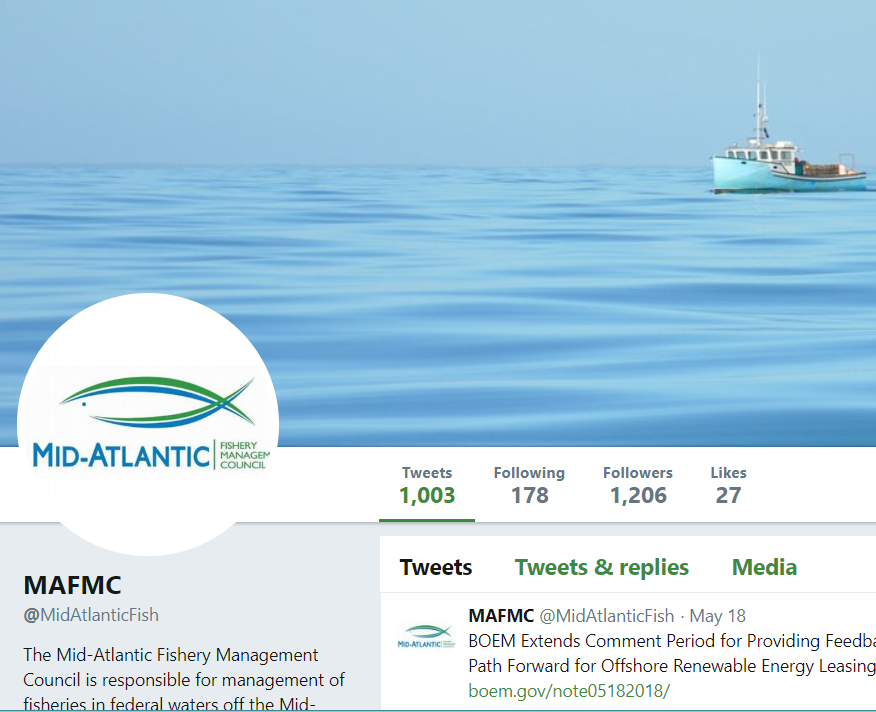 MID-ATLANTIC
FISHERY
MANAGEM
COUNCIL
Tweets Following Followers Likes
1,003 178 1,206 27
MAFMC
@MidAtlanticFish
The Mid-Atlantic Fishery Management
Council is responsible for management of
fisheries in federal waters off the Mid-
Tweets Tweets & replies Media
MAFMC @MidAtlanticFish · May 18
BOEM Extends Comment Period for Providing Feedba
Path Forward for Offshore Renewable Energy Leasing
boem.gov/note05182018/
MID-ATLANTIC